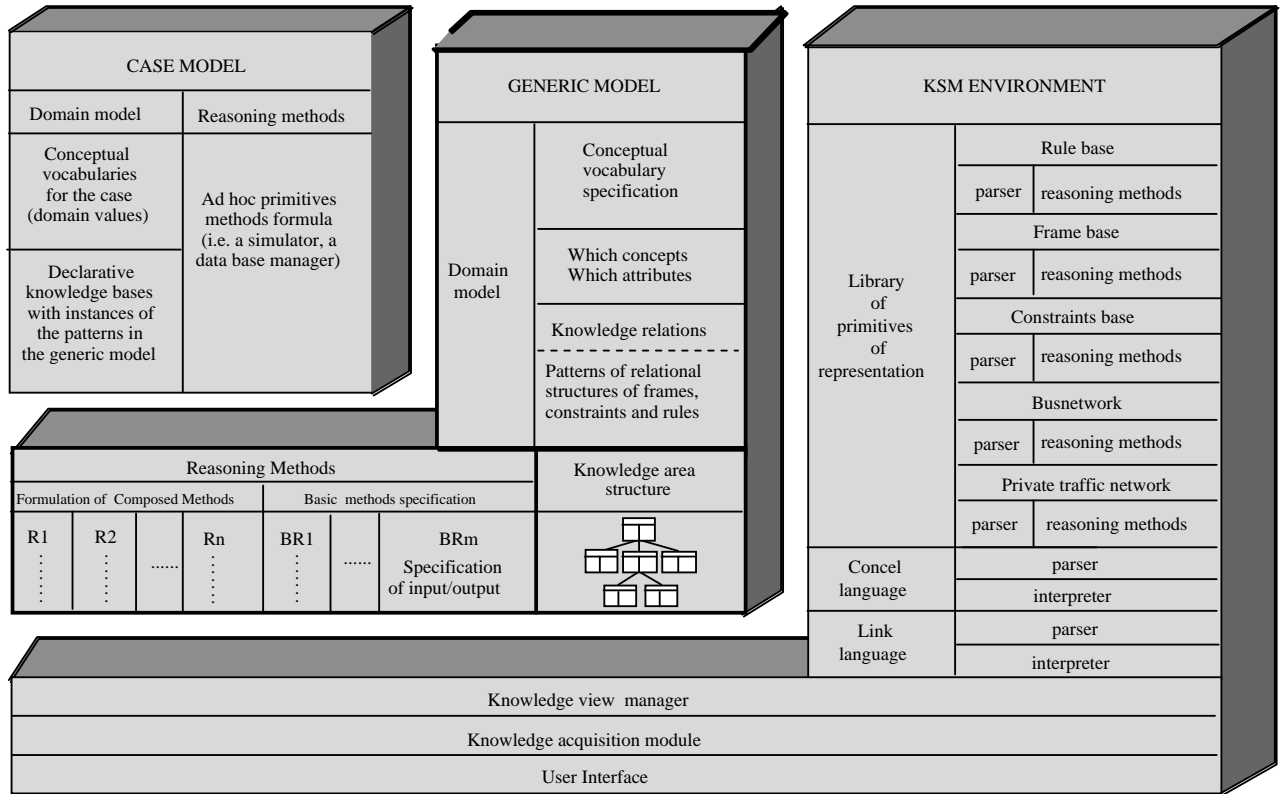 CASE MODEL
Domain model
Reasoning methods
Conceptual
vocabularies
for the case
(domain values)
Ad hoc primitives
methods formula
(i.e. a simulator, a
data base manager)
Declarative
knowledge bases
with instances of
the patterns in
the generic model
GENERIC MODEL
Domain
model
Conceptual
vocabulary
specification
Which concepts
Which attributes
Knowledge relations
Patterns of relational
structures of frames,
constraints and rules
Reasoning Methods
Formulation of Composed Methods
Basic methods specification
R1
R2
......
Rn
BR1
......
BRm
Specification
of input/output
Knowledge area
structure
KSM ENVIRONMENT
Library
of
primitives
of
representation
Rule base
parser
reasoning methods
Frame base
parser
reasoning methods
Constraints base
parser
reasoning methods
Busnetwork
parser
reasoning methods
Private traffic network
parser
reasoning methods
Concel
language
parser
interpreter
Link
language
parser
interpreter
Knowledge view manager
Knowledge acquisition module
User Interface